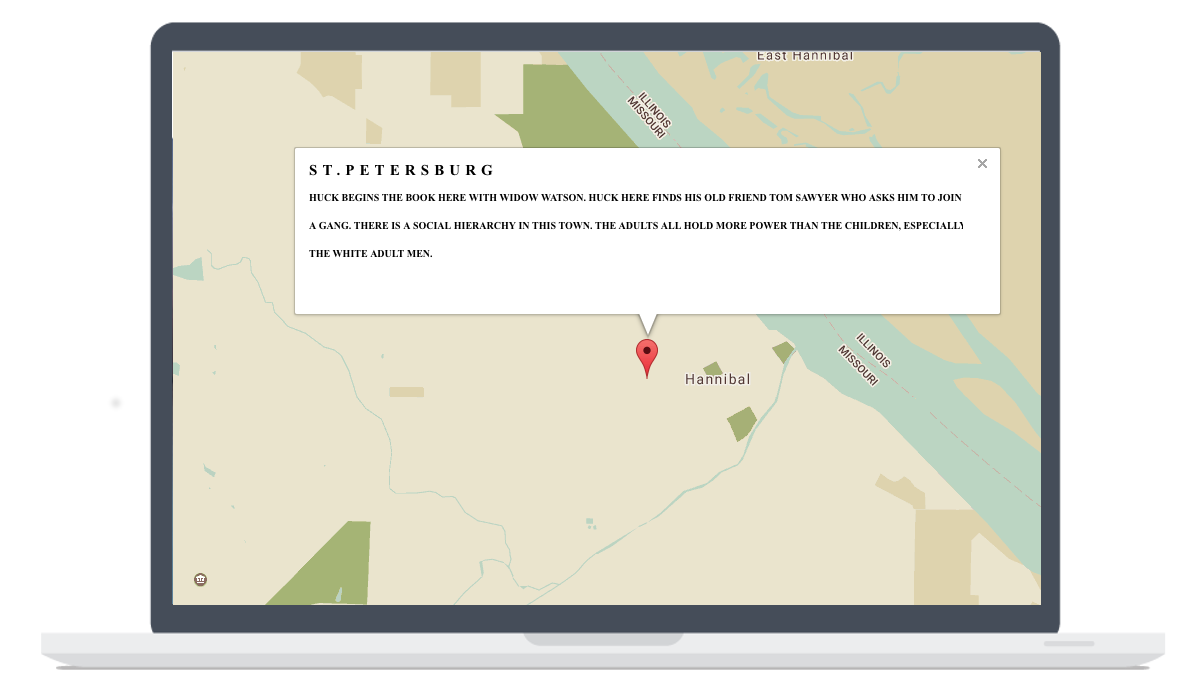 East Hannibal
ILLINOIS
MISSOURI
ST.PETERSBURG
HUCK BEGINS THE BOOK HERE WITH WIDOW WATSON. HUCK HERE FINDS HIS OLD FRIEND TOM SAWYER WHO ASKS HIM TO JOIN
A GANG. THERE IS A SOCIAL HIERARCHY IN THIS TOWN. THE ADULTS ALL HOLD MORE POWER THAN THE CHILDREN, ESPECIALLY
THE WHITE ADULT MEN.
ILLINOIS
MISSOURI
Hannibal